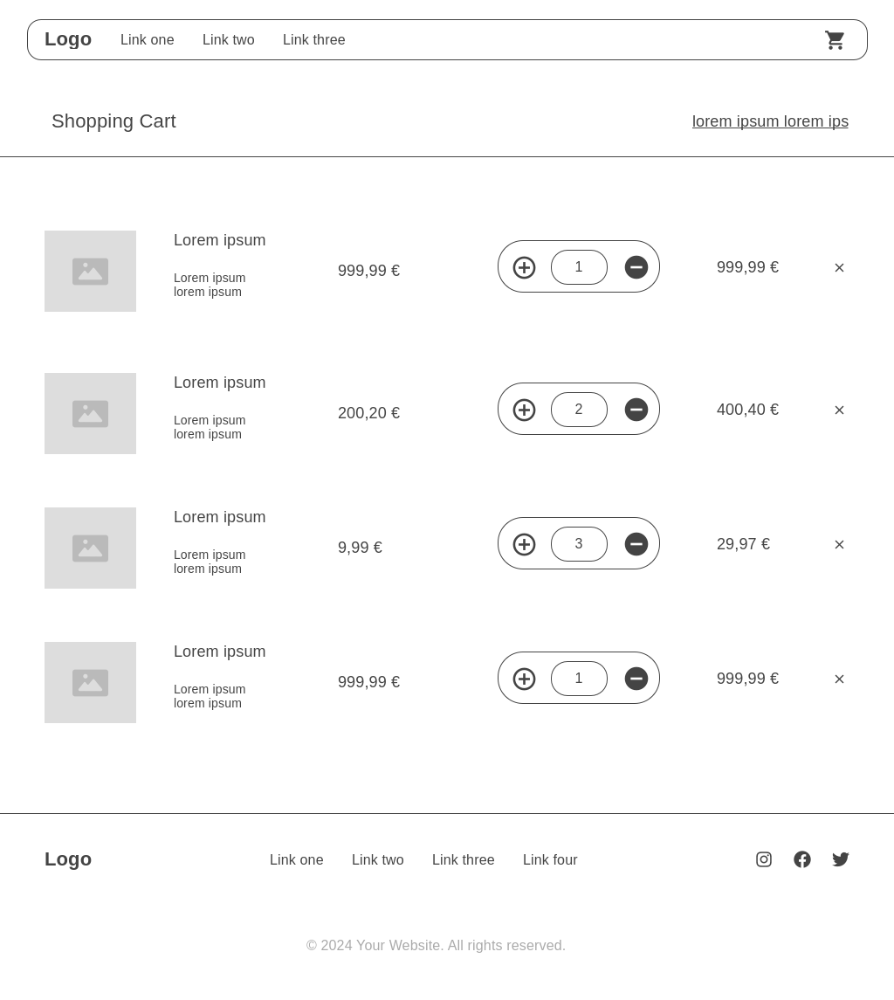 Logo Link one Link two Link three
Shopping Cart lorem ipsum lorem ips
Lorem ipsum
Lorem ipsum
lorem ipsum
999,99 € 1 999,99 € ×
Lorem ipsum
Lorem ipsum
lorem ipsum
200,20 € 2 400,40 € ×
Lorem ipsum
Lorem ipsum
lorem ipsum
9,99 € 3 29,97 € ×
Lorem ipsum
Lorem ipsum
lorem ipsum
999,99 € 1 999,99 € ×
Logo Link one Link two Link three Link four
© 2024 Your Website. All rights reserved.